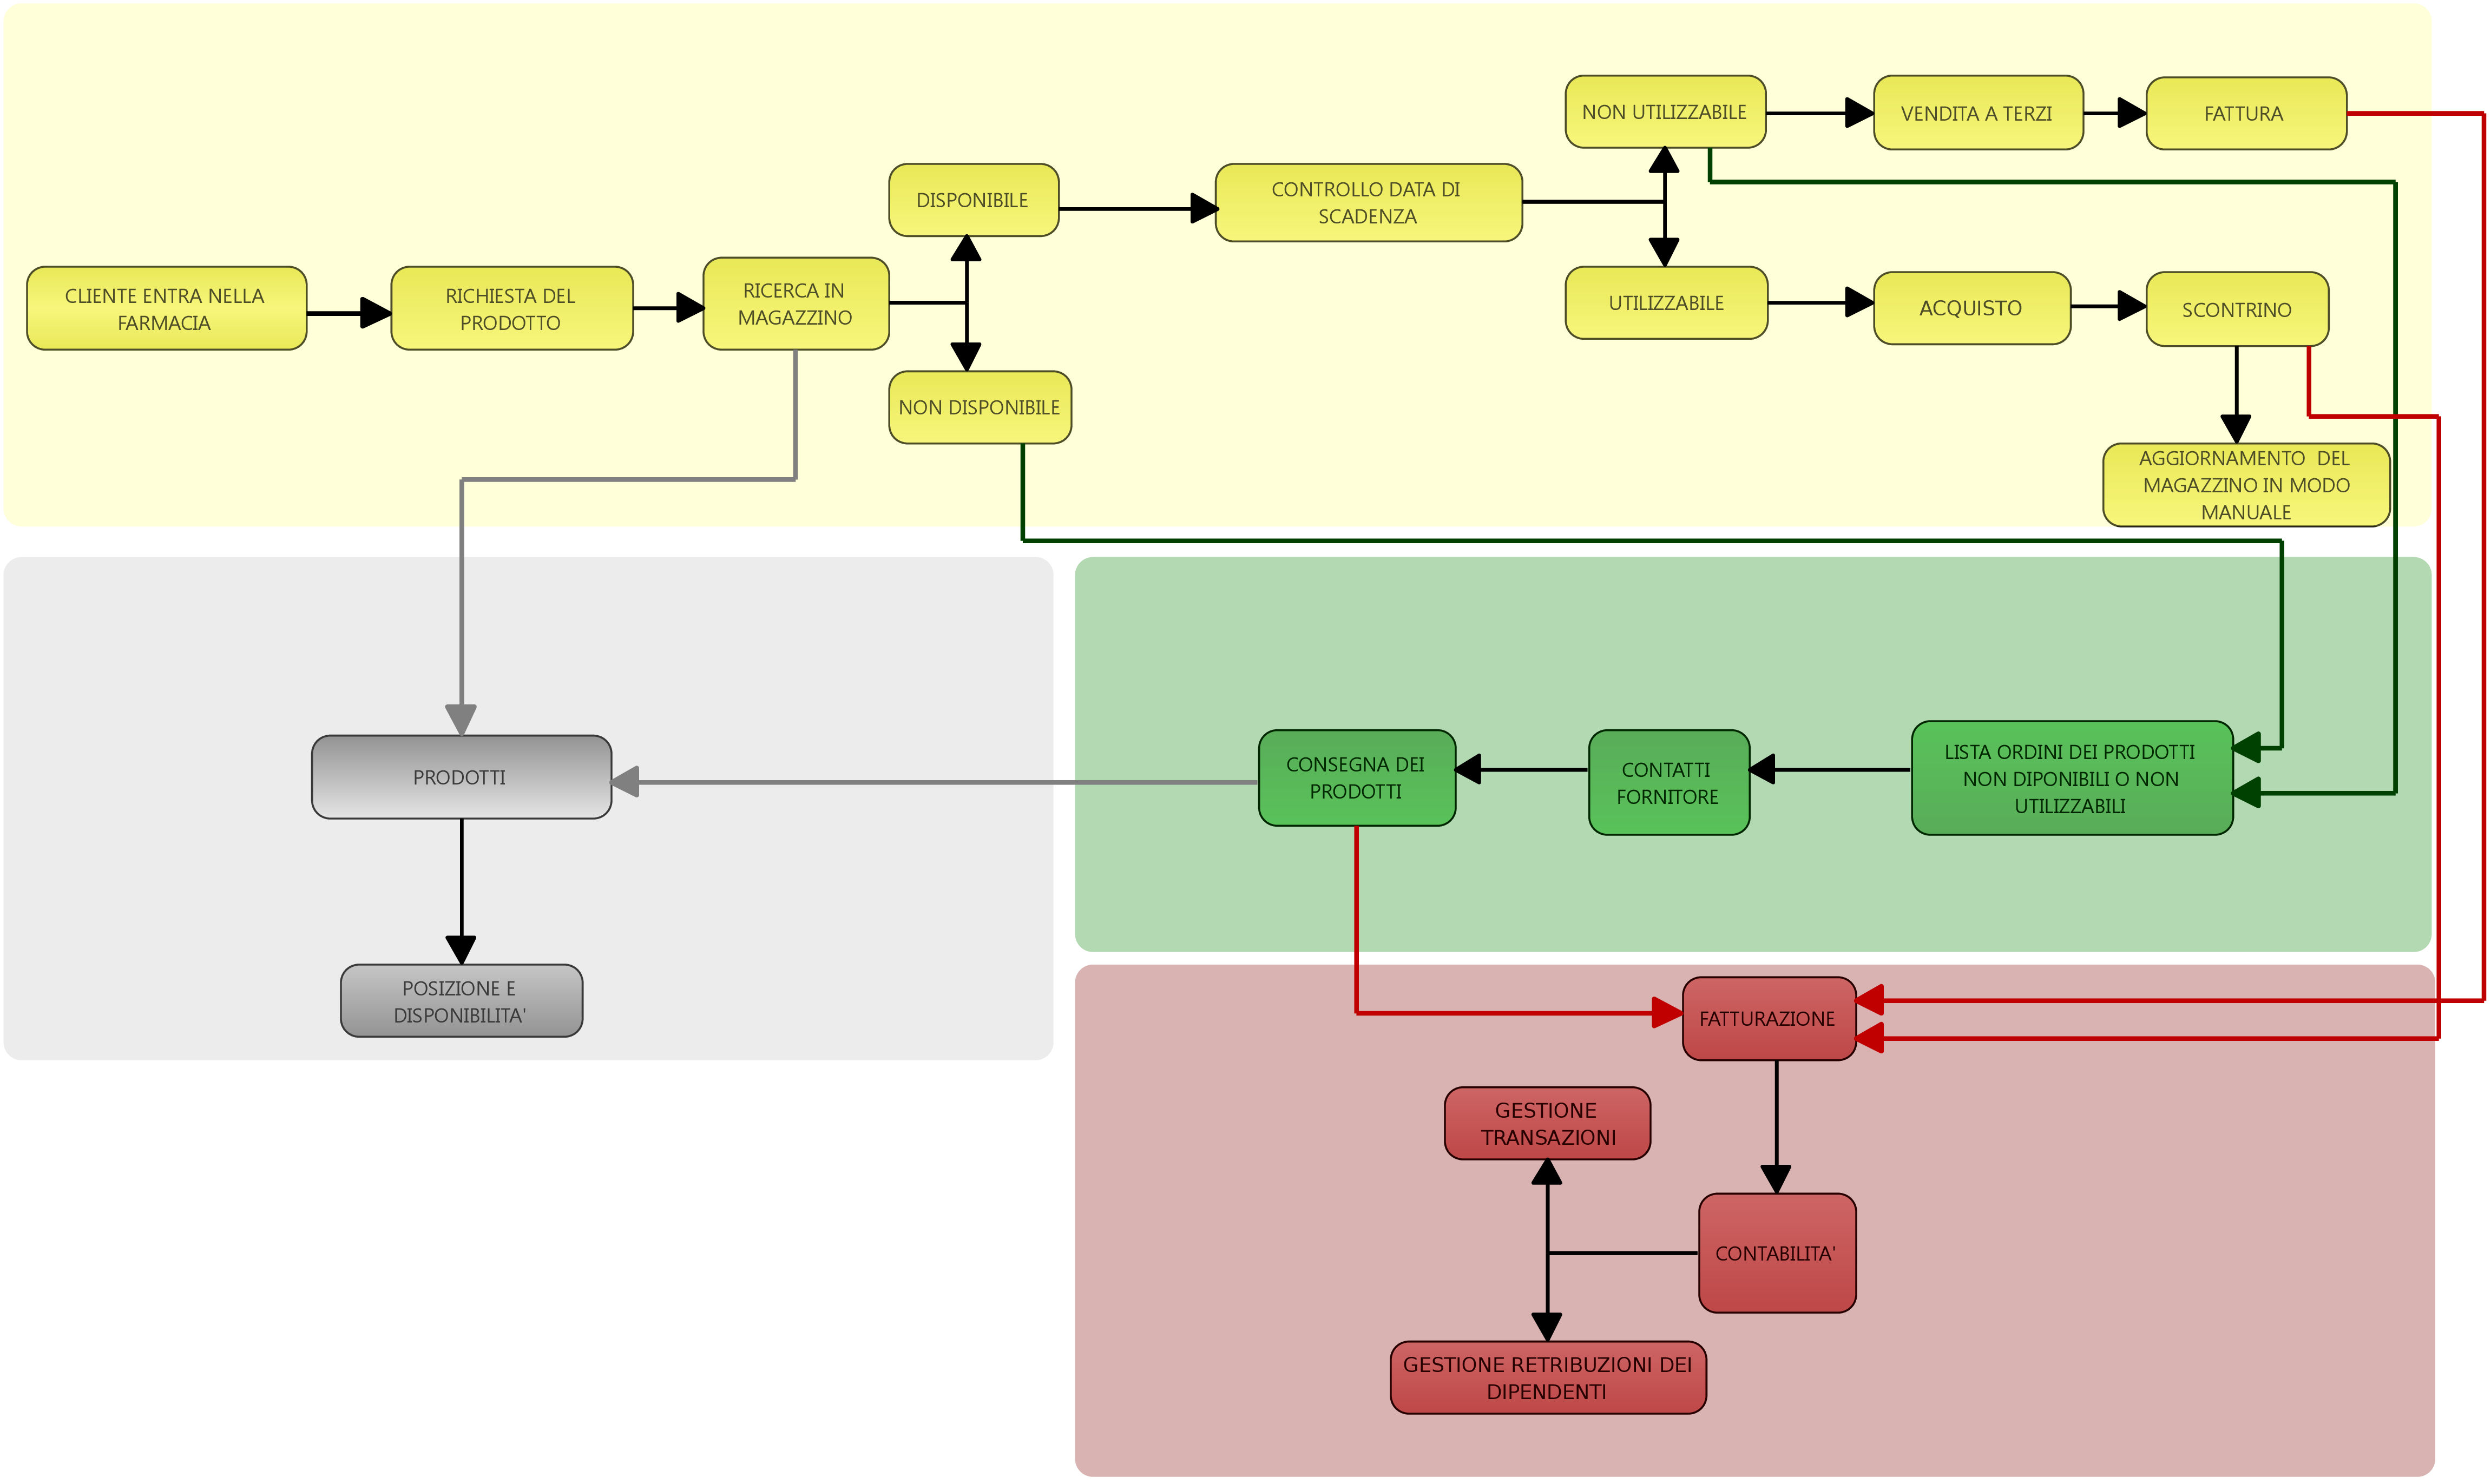 NON UTILIZZABILE
VENDITA A TERZI
FATTURA
DISPONIBILE
CONTROLLO DATA DI
SCADENZA
CLIENTE ENTRA NELLA
FARMACIA
RICHIESTA DEL
PRODOTTO
RICERCA IN
MAGAZZINO
UTILIZZABILE
ACQUISTO
SCONTRINO
NON DISPONIBILE
AGGIORNAMENTO DEL
MAGAZZINO IN MODO
MANUALE
PRODOTTI
CONSEGNA DEI
PRODOTTI
CONTATTI
FORNITORE
LISTA ORDINI DEI PRODOTTI
NON DIPONIBILI O NON
UTILIZZABILI
POSIZIONE E
DISPONIBILITA'
FATTURAZIONE
GESTIONE
TRANSAZIONI
CONTABILITA'
GESTIONE RETRIBUZIONI DEI
DIPENDENTI